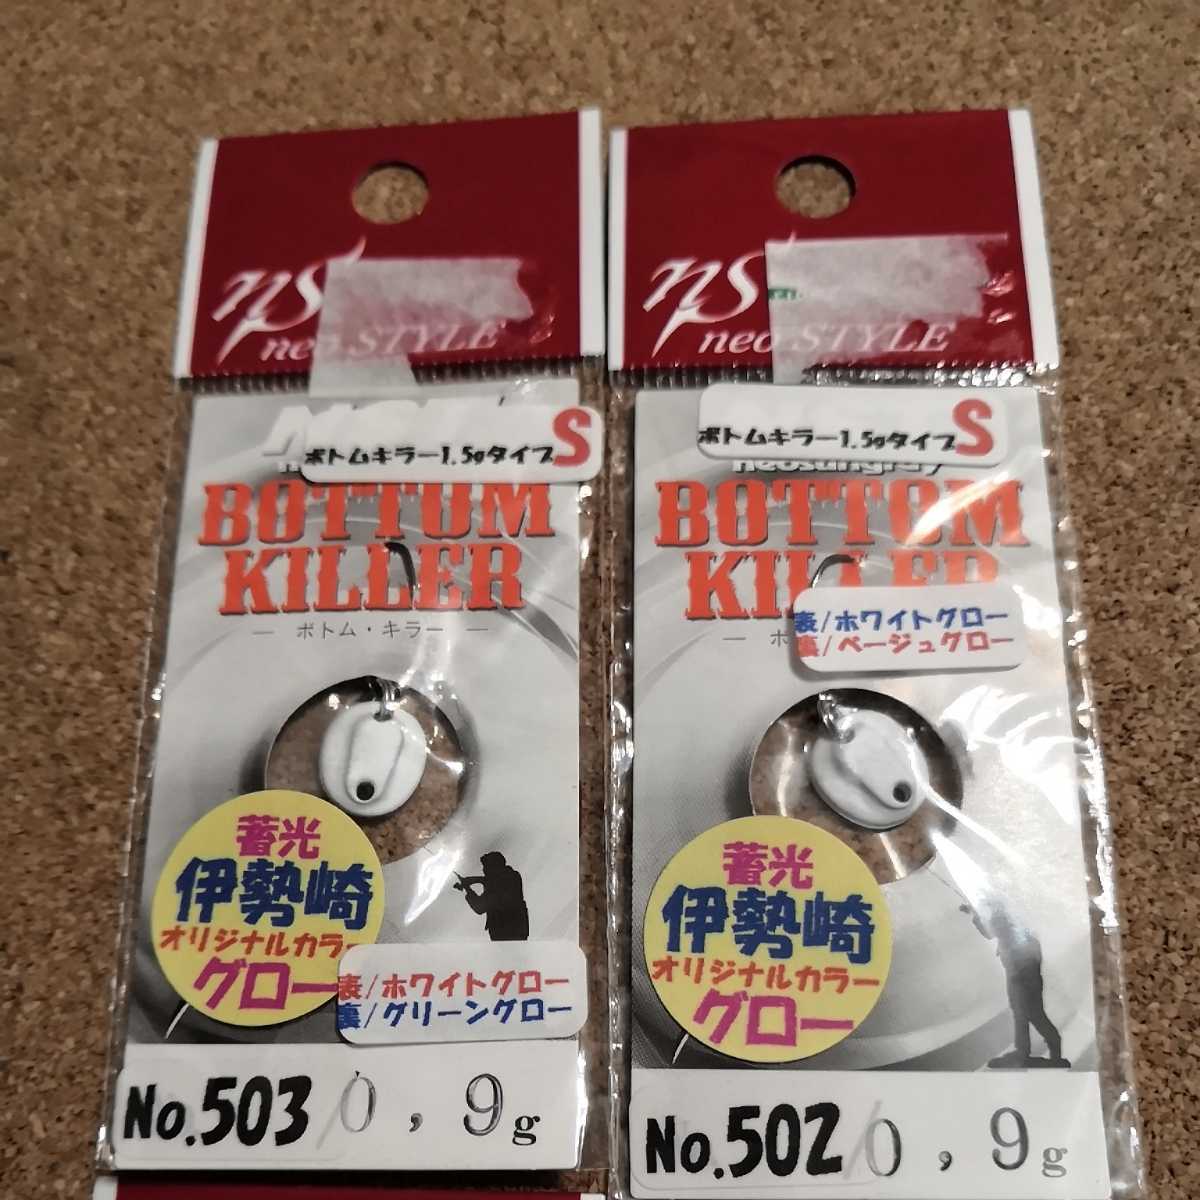 ns
neo STYLE
ボトムキラー1.5gタイプS
BOTTOM
KILLER
― ボトム・キラー ―
蓄光
伊勢崎
オリジナルカラー
グロー
表/ホワイトグロー
裏/グリーングロー
No.503
0,9g
ns
neo STYLE
ボトムキラー1.5gタイプS
neosungray
BOTTOM
KILLER
表/ホワイトグロー
裏/ベージュグロー
蓄光
伊勢崎
オリジナルカラー
グロー
No.502
0,9g